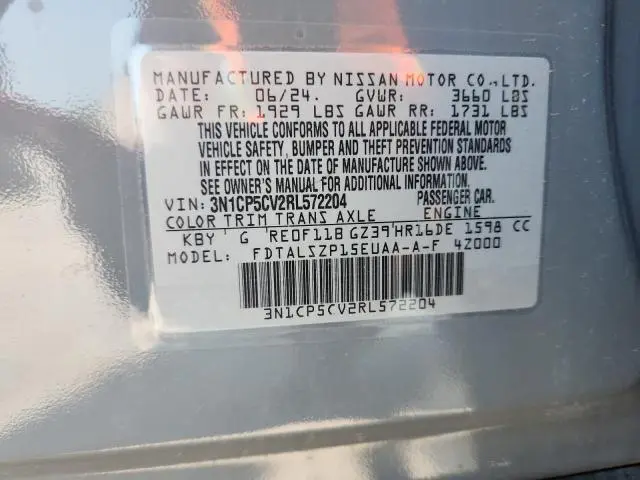 MANUFACTURED BY NISSAN MOTOR CO.,LTD.
DATE: 06/24. GVWR: 3660 LBS
GAWR FR: 1929 LBS GAWR RR: 1731 LBS
THIS VEHICLE CONFORMS TO ALL APPLICABLE FEDERAL MOTOR
VEHICLE SAFETY, BUMPER AND THEFT PREVENTION STANDARDS
IN EFFECT ON THE DATE OF MANUFACTURE SHOWN ABOVE.
SEE OWNER'S MANUAL FOR ADDITIONAL INFORMATION.
VIN: 3N1CP5CV2RL572204 PASSENGER CAR.
COLOR TRIM TRANS AXLE ENGINE
KBY G RE0F11B GZ39 HR16DE 1598 CC
MODEL: FDTALSZP15EUAA-A-F 4Z000
3N1CP5CV2RL572204